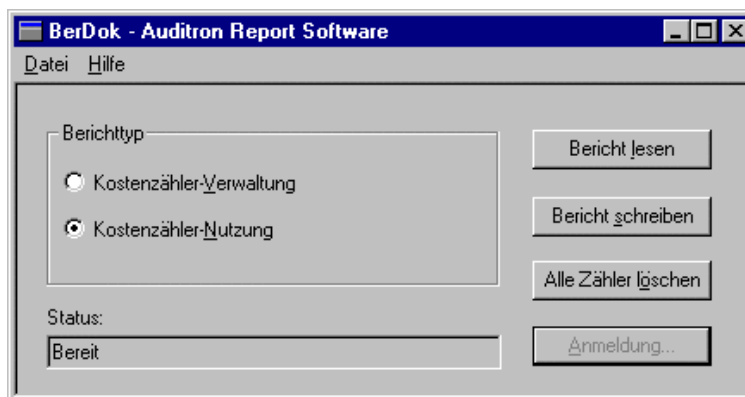 BerDok - Auditron Report Software
Datei Hilfe
Berichttyp
Kostenzähler-Verwaltung
Kostenzähler-Nutzung
Bericht lesen
Bericht schreiben
Alle Zähler löschen
Anmeldung...
Status:
Bereit